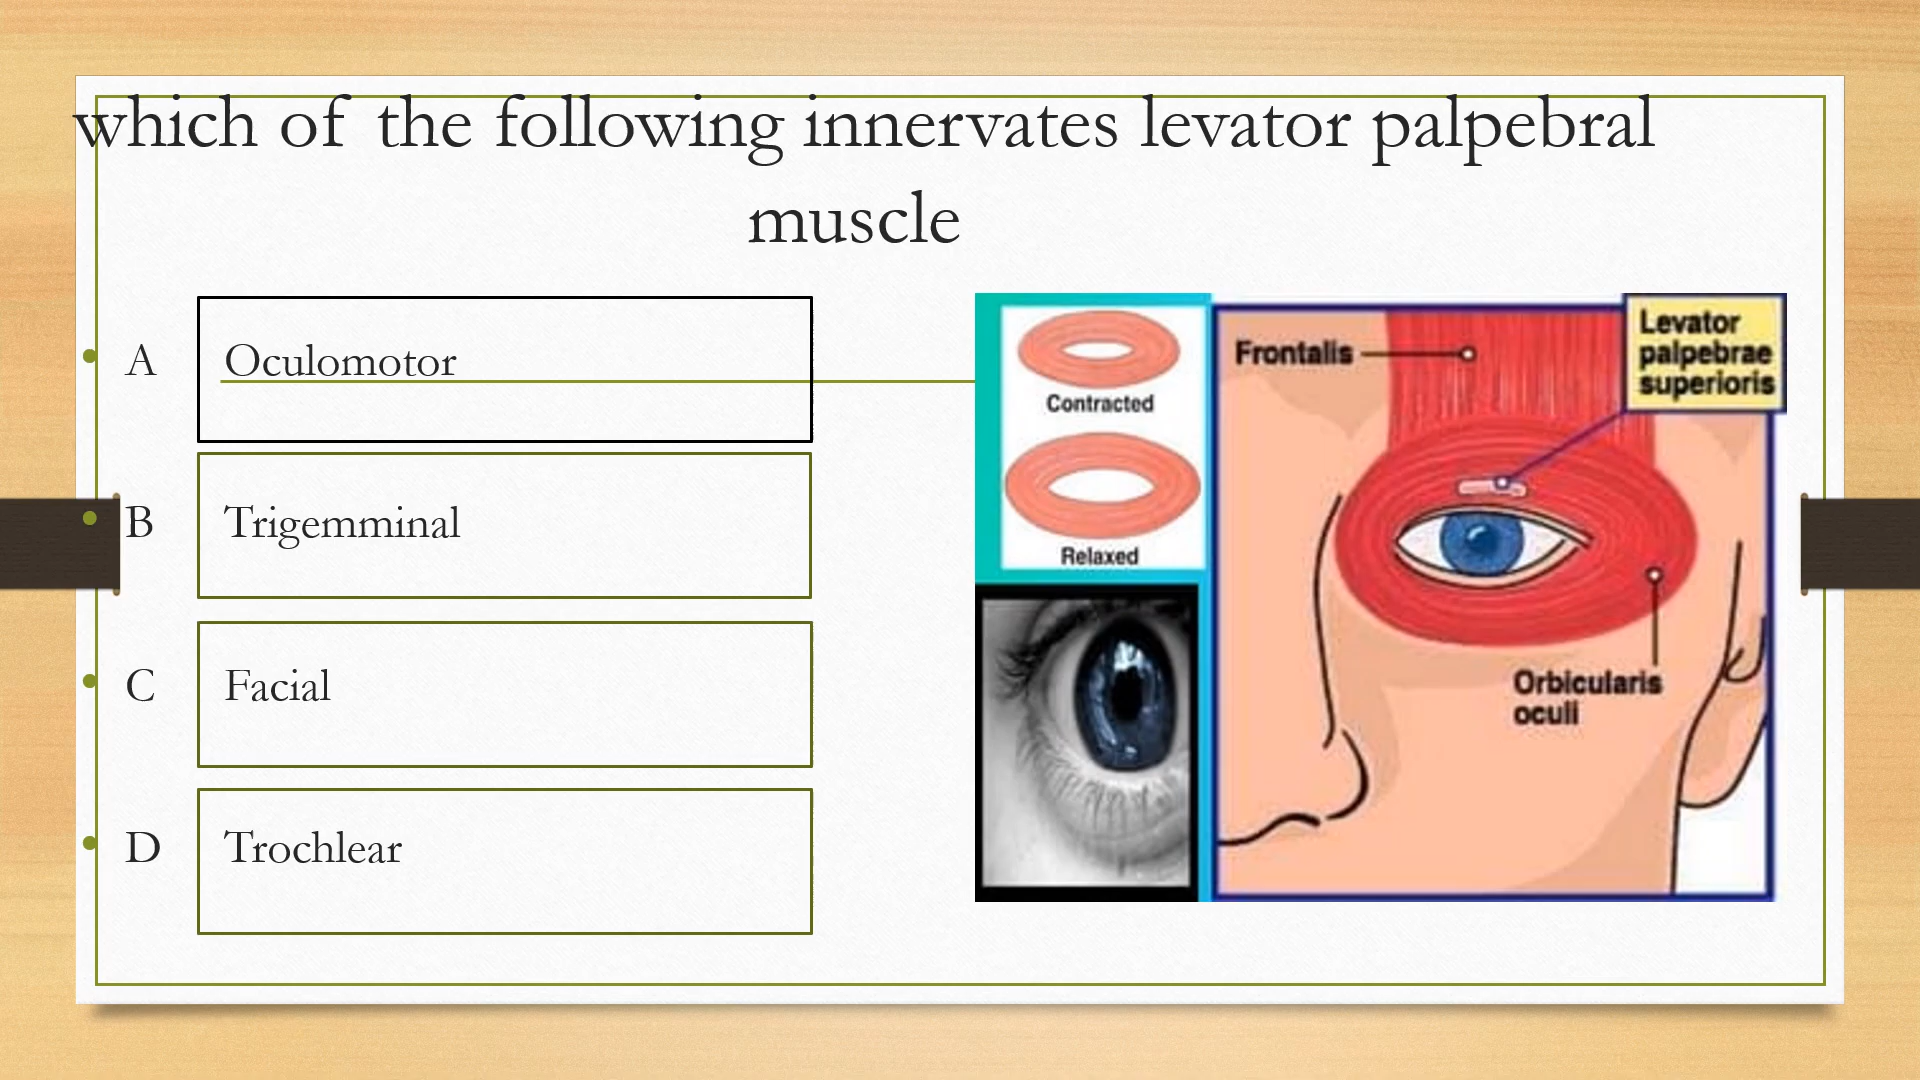 which of the following innervates levator palpebral
muscle
• A Oculomotor
• B Trigemminal
• C Facial
• D Trochlear
Contracted
Relaxed
Frontalis
Levator
palpebrae
superioris
Orbicularis
oculi